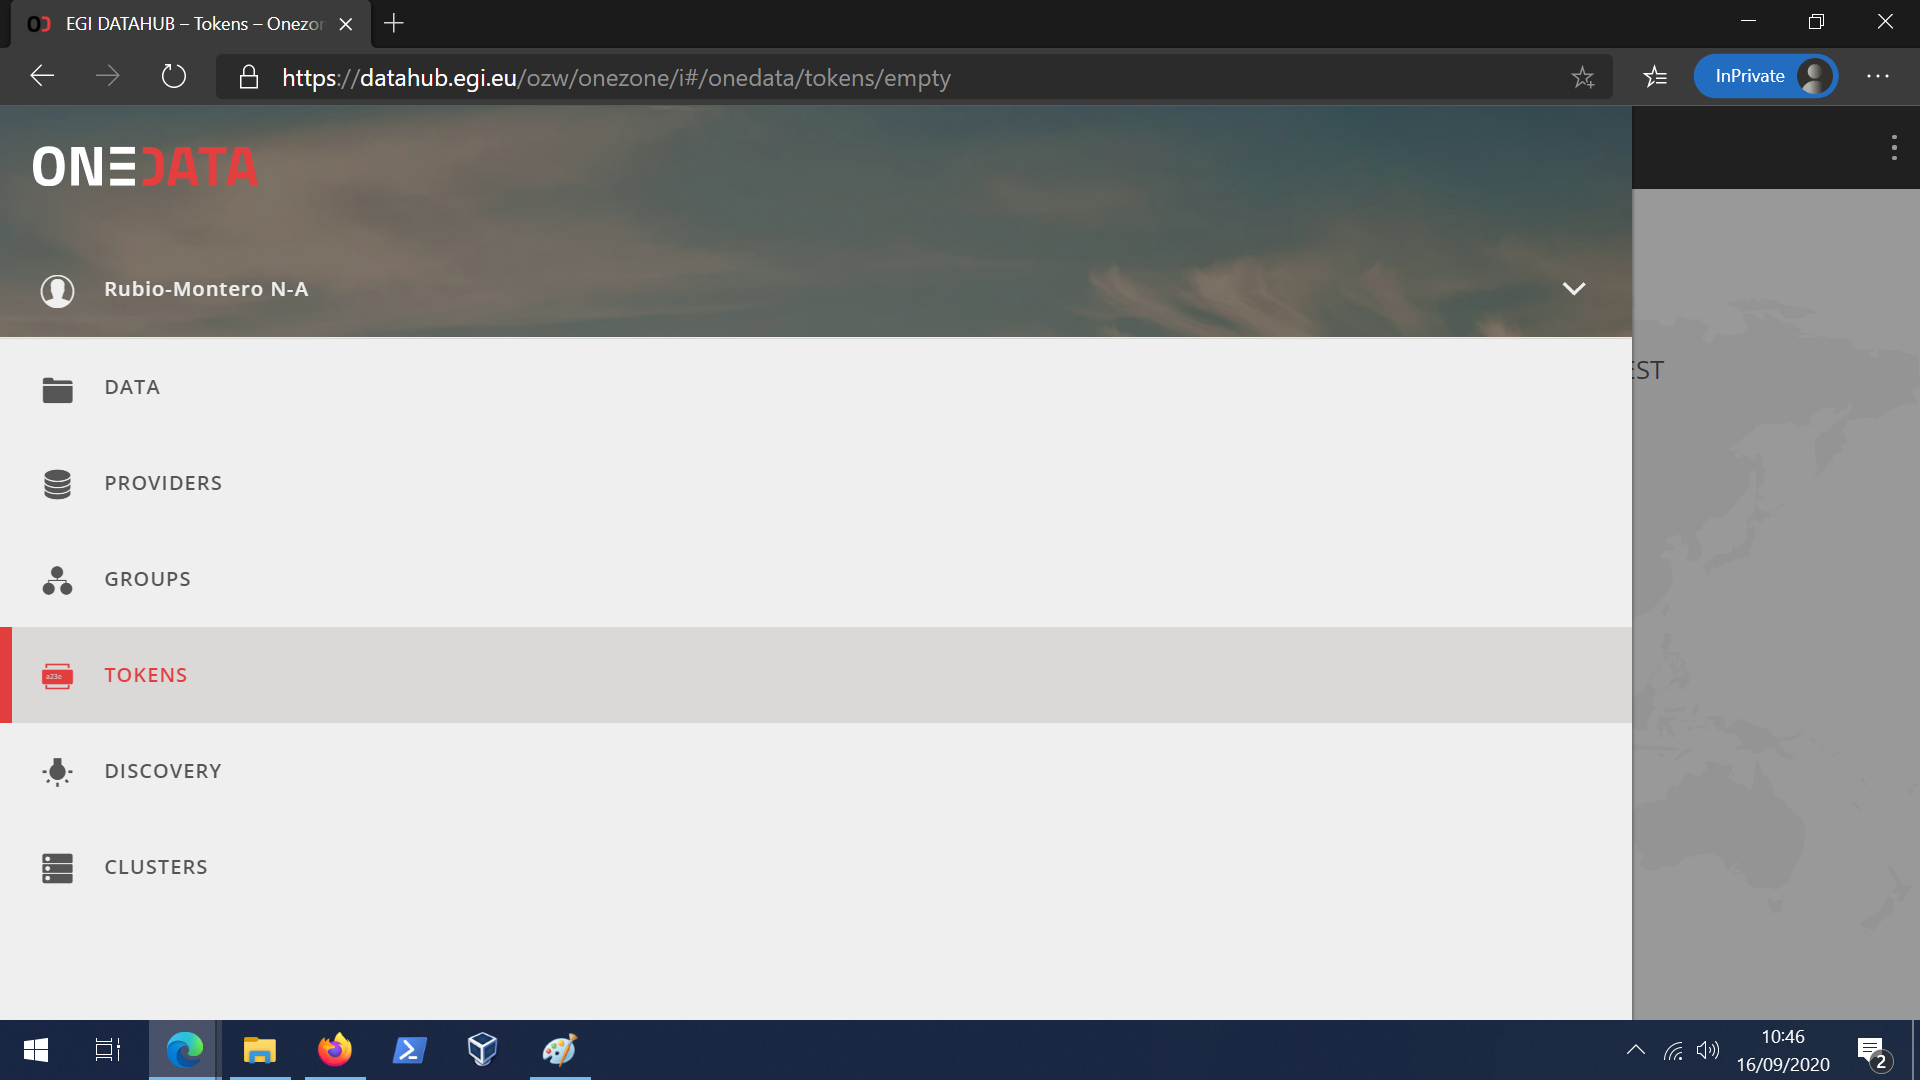 EGI DATAHUB – Tokens – Onezor
https://datahub.egi.eu/ozw/onezone/i#/onedata/tokens/empty
InPrivate
ONEDATA
Rubio-Montero N-A
DATA
EST
PROVIDERS
GROUPS
a23e
TOKENS
DISCOVERY
CLUSTERS
10:46
16/09/2020
2